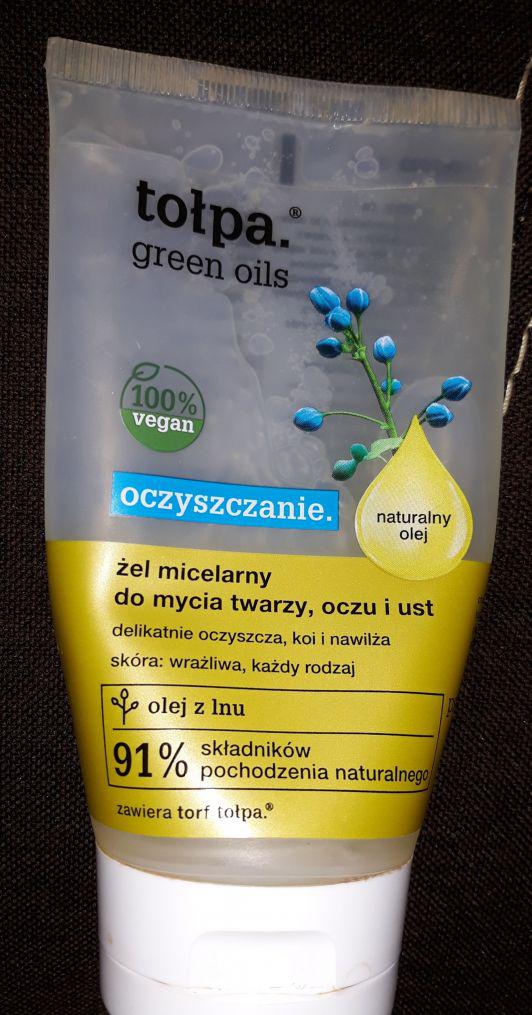 tołpa.®
green oils
100%
vegan
oczyszczanie.
naturalny
olej
żel micelarny
do mycia twarzy, oczu i ust
delikatnie oczyszcza, koi i nawilża
skóra: wrażliwa, każdy rodzaj
olej z lnu
91% składników
pochodzenia naturalnego
zawiera torf tołpa.®